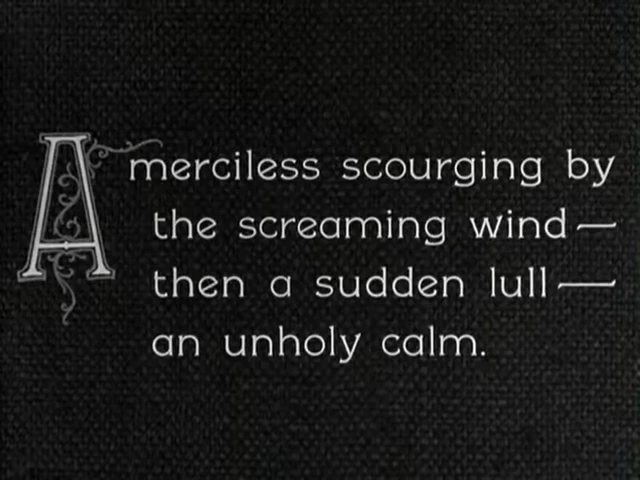 A merciless scourging by
the screaming wind—
then a sudden lull—
an unholy calm.